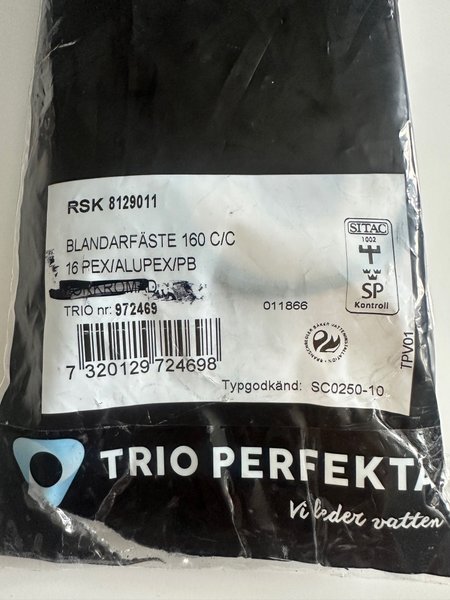 RSK 8129011
BLANDARFÄSTE 160 C/C
16 PEX/ALUPEX/PB
TRIO nr: 972469
011866
7 320129 724698
Typgodkänd: SC0250-10
SITAC
1002
SP
Kontroll
TPV01
TRIO PERFEKTA
Vi leder vatten